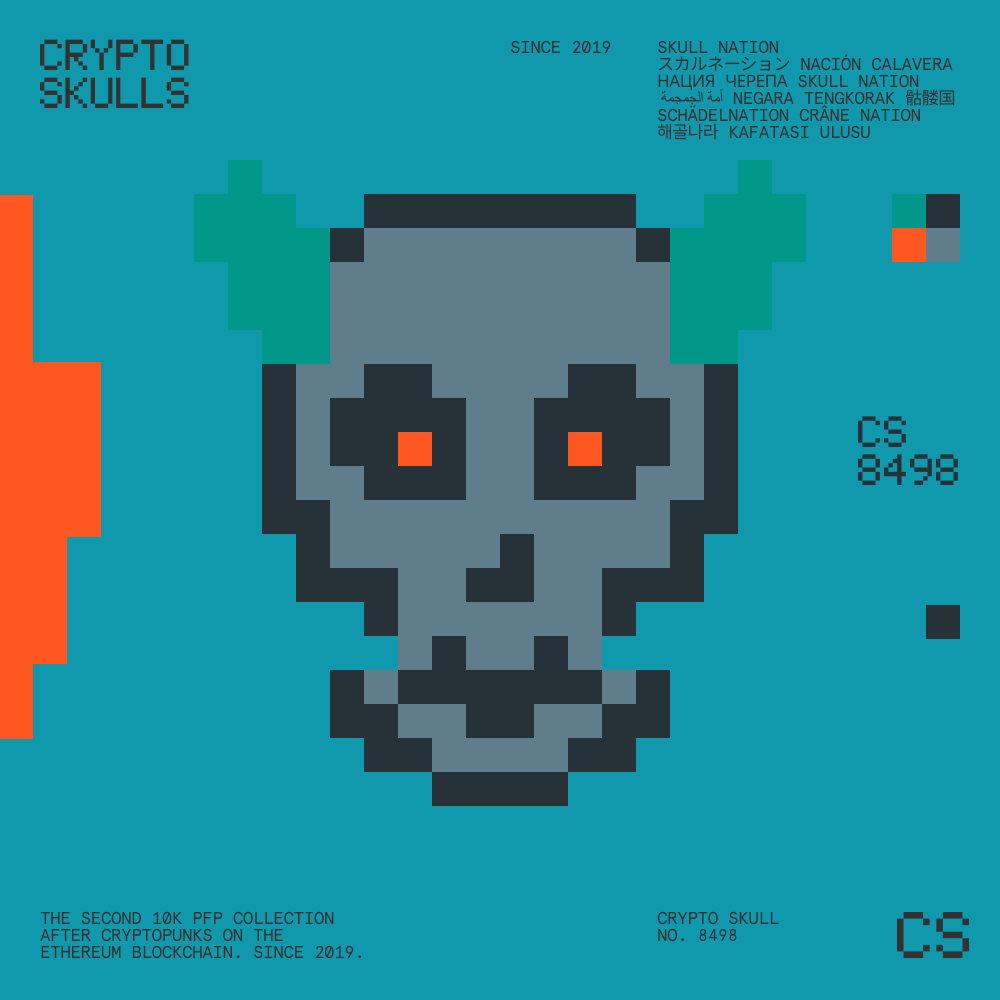 CRYPTO
SKULLS
SINCE 2019
SKULL NATION
スカルネーション NACIÓN CALAVERA
НАЦИЯ ЧЕРЕПА SKULL NATION
أمة الجمجمة NEGARA TENGKORAK 骷髅国
SCHÄDELNATION CRÂNE NATION
해골나라 KAFATASI ULUSU
CS
8498
THE SECOND 10K PFP COLLECTION
AFTER CRYPTOPUNKS ON THE
ETHEREUM BLOCKCHAIN. SINCE 2019.
CRYPTO SKULL
NO. 8498
CS